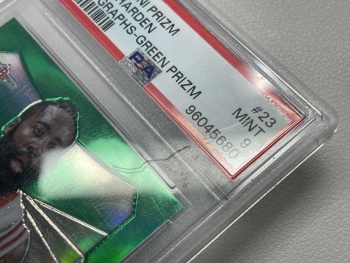 NI PRIZM
HARDEN
GRAPHS-GREEN PRIZM
#23
MINT
9
PSA
96045680